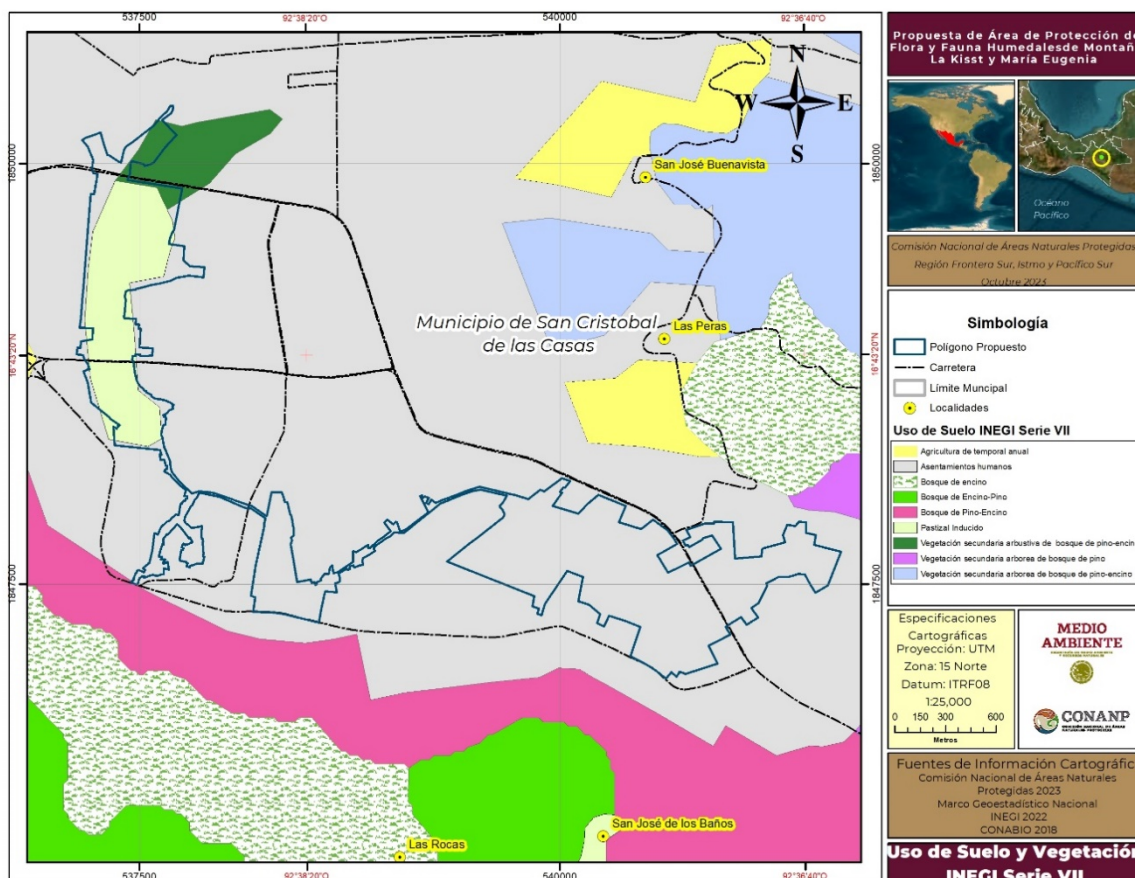 537500
92°38'20"O
540000
92°36'40"O
1850000
16°43'20"N
1847500
1850000
16°43'20"N
1847500
537500
92°38'20"O
540000
92°36'40"O
N
W
E
S
San José Buenavista
Las Peras
Municipio de San Cristobal
de las Casas
San José de los Baños
Las Rocas
Propuesta de Área de Protección de
Flora y Fauna Humedalesde Montañ
La Kisst y María Eugenia
Océano
Pacífico
Comisión Nacional de Áreas Naturales Protegidas
Región Frontera Sur, Istmo y Pacífico Sur
Octubre 2023
Simbología
Polígono Propuesto
Carretera
Límite Muncipal
Localidades
Uso de Suelo INEGI Serie VII
Agricultura de temporal anual
Asentamientos humanos
Bosque de encino
Bosque de Encino-Pino
Bosque de Pino-Encino
Pastizal Inducido
Vegetación secundaria arbustiva de bosque de pino-encin
Vegetación secundaria arborea de bosque de pino
Vegetación secundaria arborea de bosque de pino-encino
Especificaciones
Cartográficas
Proyección: UTM
Zona: 15 Norte
Datum: ITRF08
1:25,000
0 150 300 600
Metros
MEDIO
AMBIENTE
CONANP
Fuentes de Información Cartográfic
Comisión Nacional de Áreas Naturales
Protegidas 2023
Marco Geoestadístico Nacional
INEGI 2022
CONABIO 2018
Uso de Suelo y Vegetación
INEGI Serie VII